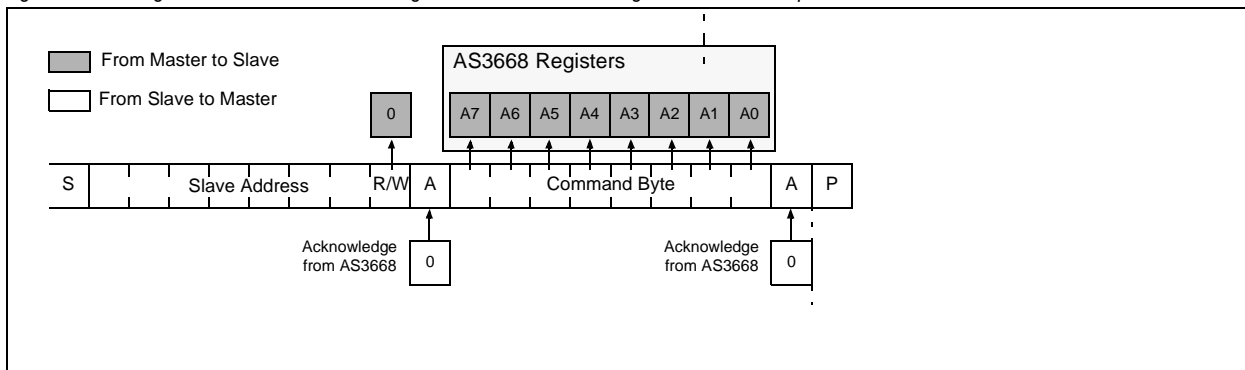 From Master to Slave
From Slave to Master
AS3668 Registers
0
A7 A6 A5 A4 A3 A2 A1 A0
S Slave Address R/W A Command Byte A P
Acknowledge
from AS3668
0
Acknowledge
from AS3668
0